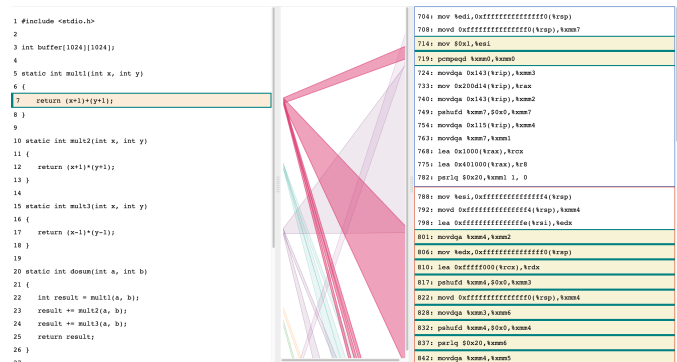 1 #include <stdio.h>
2
3 int buffer[1024][1024];
4
5 static int mult1(int x, int y)
6 {
7 return (x+1)+(y+1);
8 }
9
10 static int mult2(int x, int y)
11 {
12 return (x+1)*(y+1);
13 }
14
15 static int mult3(int x, int y)
16 {
17 return (x-1)*(y-1);
18 }
19
20 static int dosum(int a, int b)
21 {
22 int result = mult1(a, b);
23 result += mult2(a, b);
24 result += mult3(a, b);
25 return result;
26 }
704: mov %edi,0xfffffffffffffff0(%rsp)
708: movd 0xfffffffffffffff0(%rsp),%xmm7
714: mov $0x1,%esi
719: pcmpeqd %xmm0,%xmm0
724: movdqa 0x143(%rip),%xmm3
733: mov 0x200d14(%rip),%rax
740: movdqa 0x143(%rip),%xmm2
749: pshufd %xmm7,$0x0,%xmm7
754: movdqa 0x115(%rip),%xmm4
763: movdqa %xmm7,%xmm1
768: lea 0x1000(%rax),%rcx
775: lea 0x401000(%rax),%r8
782: psrlq $0x20,%xmm1 1, 0
788: mov %esi,0xfffffffffffffff4(%rsp)
792: movd 0xfffffffffffffff4(%rsp),%xmm4
798: lea 0xfffffffffffffffe(%rsi),%edx
801: movdqa %xmm4,%xmm2
806: mov %edx,0xfffffffffffffff0(%rsp)
810: lea 0xfffff000(%rcx),%rdx
817: pshufd %xmm4,$0x0,%xmm3
822: movd 0xfffffffffffffff0(%rsp),%xmm4
828: movdqa %xmm3,%xmm6
832: pshufd %xmm4,$0x0,%xmm4
837: psrlq $0x20,%xmm6
842: movdqa %xmm4,%xmm5